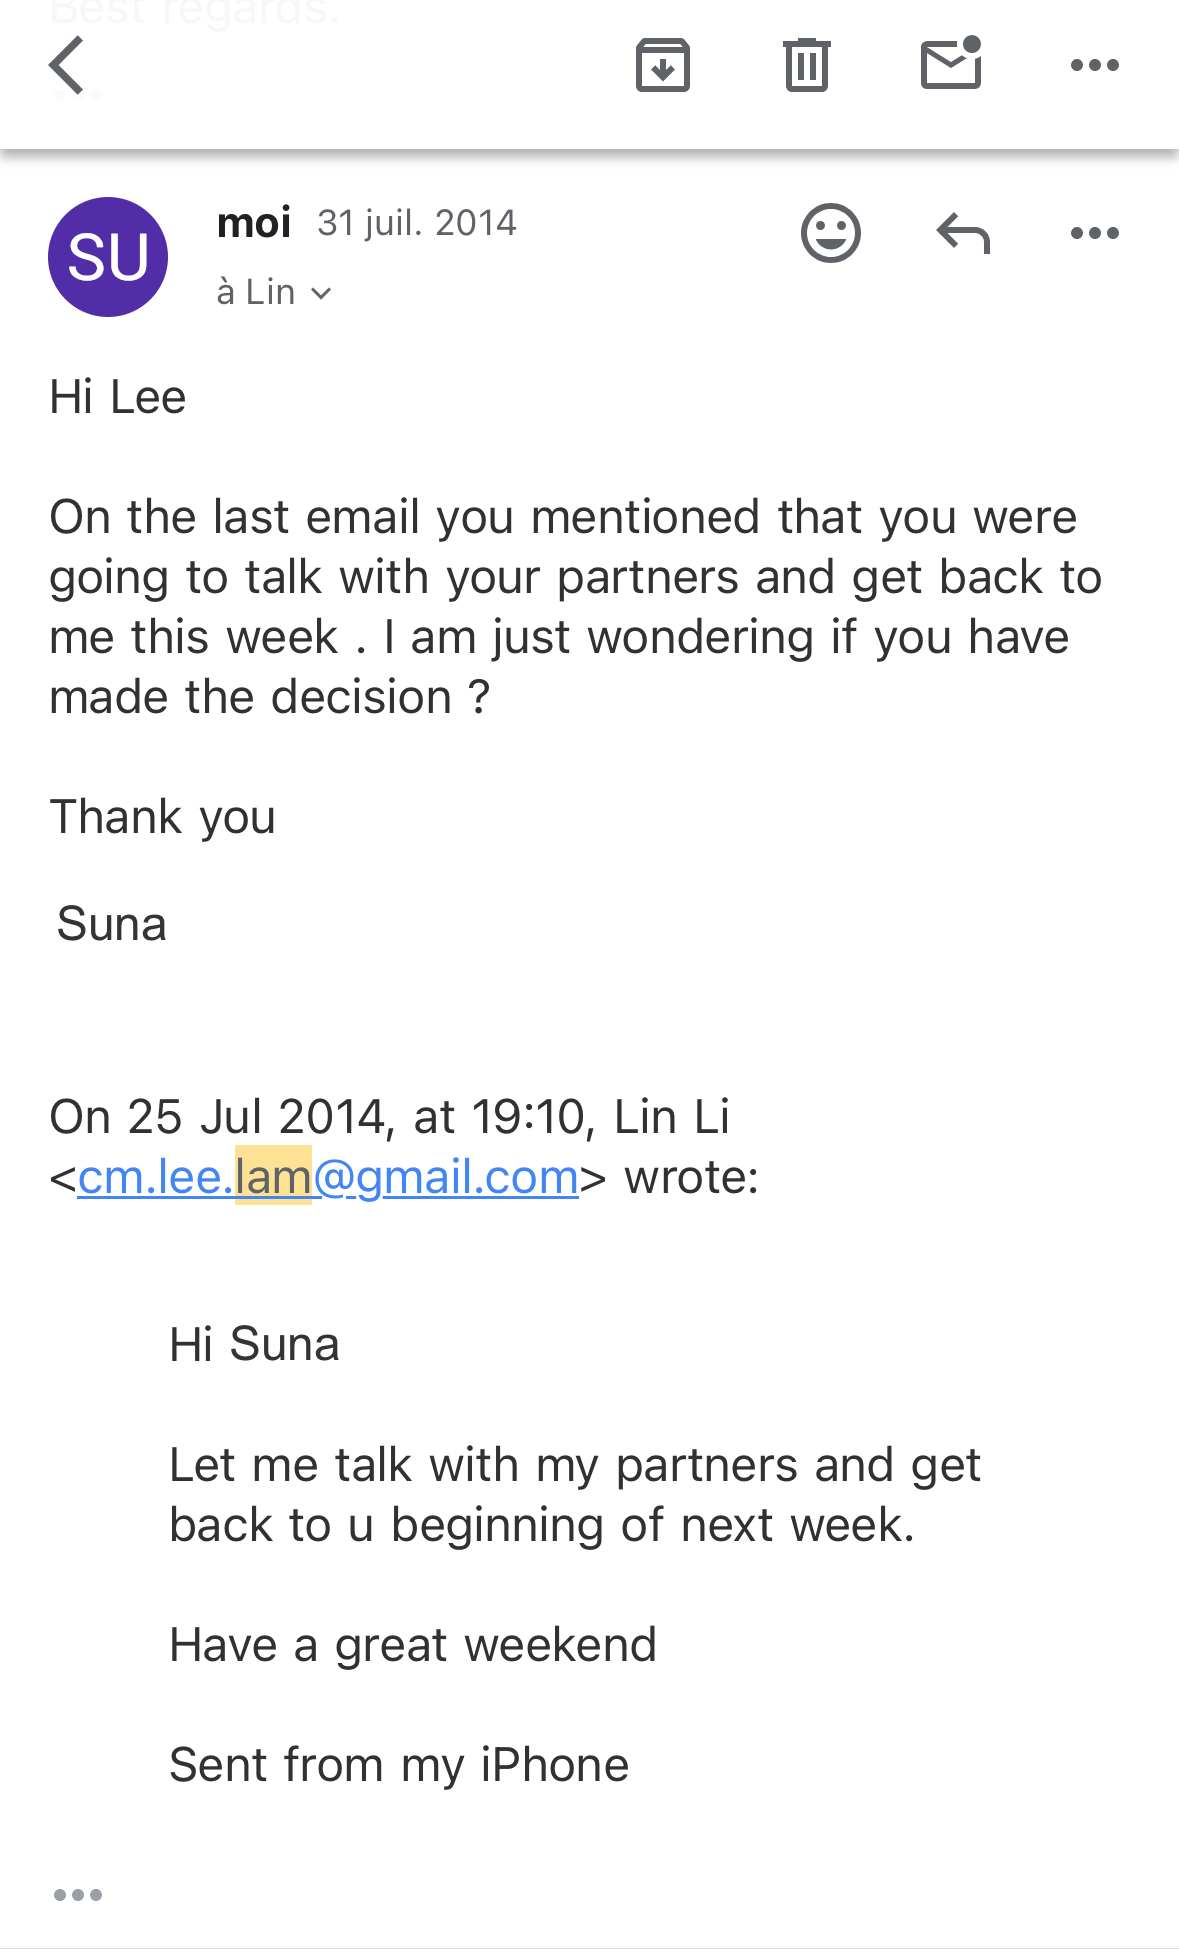 Best regards.
SU
moi 31 juil. 2014
à Lin
Hi Lee
On the last email you mentioned that you were
going to talk with your partners and get back to
me this week . I am just wondering if you have
made the decision ?
Thank you
Suna
On 25 Jul 2014, at 19:10, Lin Li
<cm.lee.lam@gmail.com> wrote:
Hi Suna
Let me talk with my partners and get
back to u beginning of next week.
Have a great weekend
Sent from my iPhone